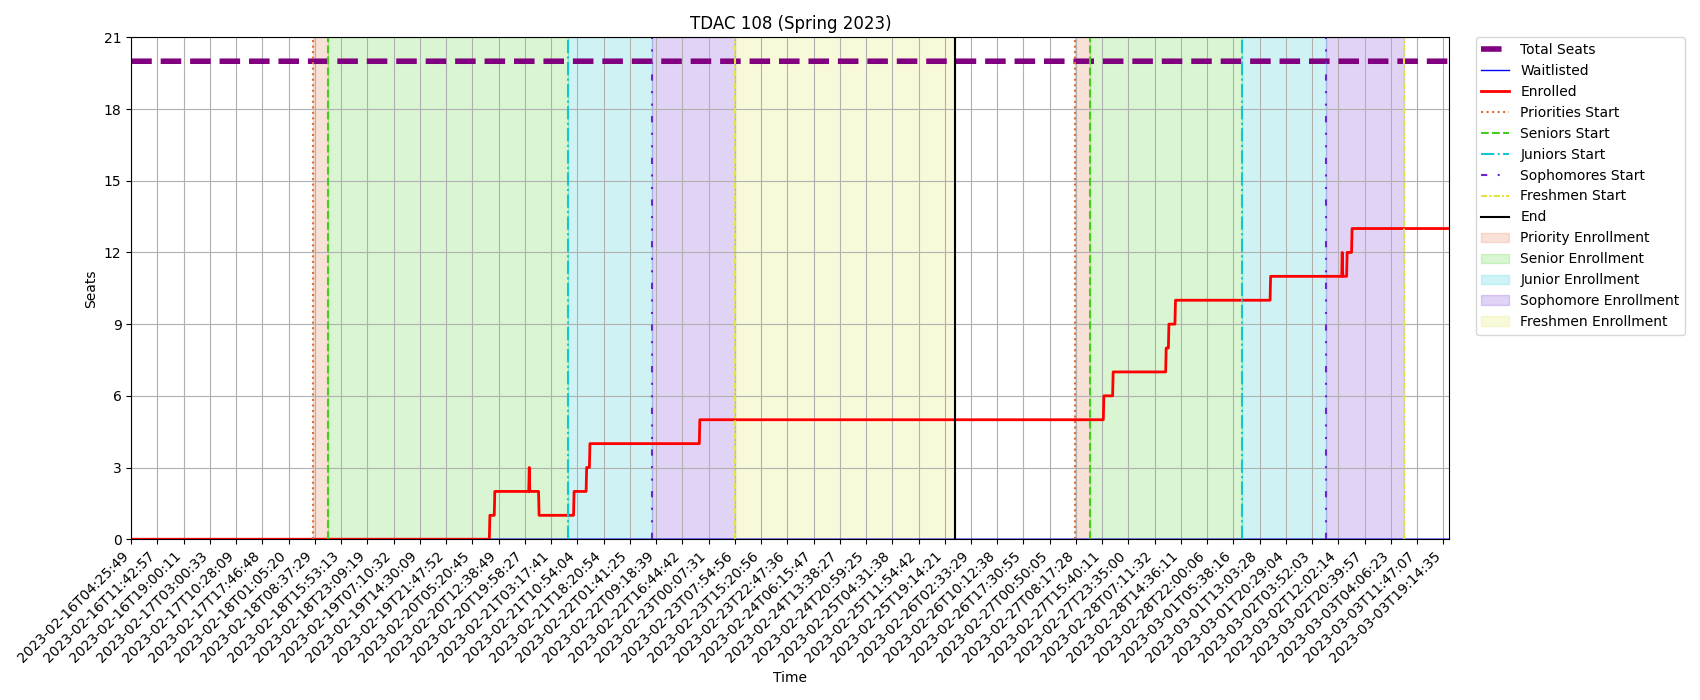 TDAC 108 (Spring 2023)
21
18
15
12
9
6
3
0
Seats
2023-02-16T04:25:49
2023-02-16T11:42:57
2023-02-16T19:00:11
2023-02-17T03:00:33
2023-02-17T10:28:09
2023-02-17T17:46:48
2023-02-18T01:05:20
2023-02-18T08:37:29
2023-02-18T15:53:13
2023-02-18T23:09:19
2023-02-19T07:10:32
2023-02-19T14:30:09
2023-02-19T21:47:52
2023-02-20T05:20:45
2023-02-20T12:38:49
2023-02-20T19:58:27
2023-02-21T03:17:41
2023-02-21T10:54:04
2023-02-21T18:20:54
2023-02-22T01:41:25
2023-02-22T09:18:39
2023-02-22T16:44:42
2023-02-23T00:07:31
2023-02-23T07:54:56
2023-02-23T15:20:56
2023-02-23T22:47:36
2023-02-24T06:15:47
2023-02-24T13:38:27
2023-02-24T20:59:25
2023-02-25T04:31:38
2023-02-25T11:54:42
2023-02-25T19:14:21
2023-02-26T02:33:29
2023-02-26T10:12:38
2023-02-26T17:30:55
2023-02-27T00:50:05
2023-02-27T08:17:28
2023-02-27T15:40:11
2023-02-27T23:35:00
2023-02-28T07:11:32
2023-02-28T14:36:11
2023-02-28T22:00:06
2023-03-01T05:38:16
2023-03-01T13:03:28
2023-03-01T20:29:04
2023-03-02T03:52:03
2023-03-02T12:02:14
2023-03-02T20:39:57
2023-03-03T04:06:23
2023-03-03T11:47:07
2023-03-03T19:14:35
Time
Total Seats
Waitlisted
Enrolled
Priorities Start
Seniors Start
Juniors Start
Sophomores Start
Freshmen Start
End
Priority Enrollment
Senior Enrollment
Junior Enrollment
Sophomore Enrollment
Freshmen Enrollment